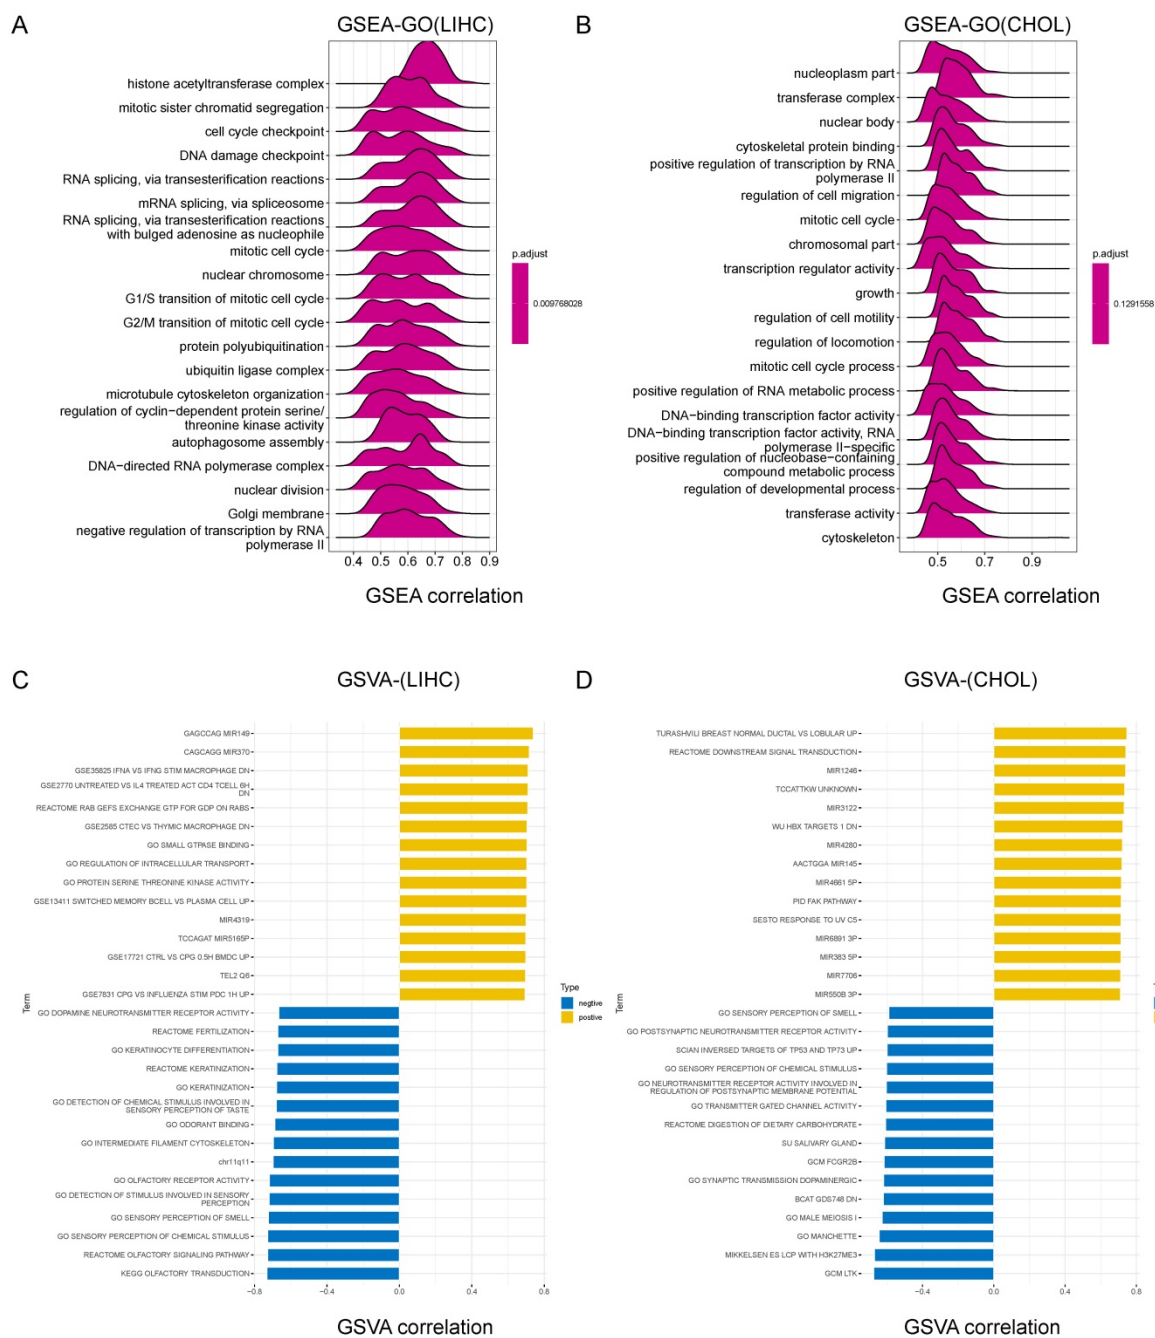 A
GSEA-GO(LIHC)
histone acetyltransferase complex
mitotic sister chromatid segregation
cell cycle checkpoint
DNA damage checkpoint
RNA splicing, via transesterification reactions
mRNA splicing, via spliceosome
RNA splicing, via transesterification reactions
with bulged adenosine as nucleophile
mitotic cell cycle
nuclear chromosome
G1/S transition of mitotic cell cycle
G2/M transition of mitotic cell cycle
protein polyubiquitination
ubiquitin ligase complex
microtubule cytoskeleton organization
regulation of cyclin−dependent protein serine/
threonine kinase activity
autophagosome assembly
DNA−directed RNA polymerase complex
nuclear division
Golgi membrane
negative regulation of transcription by RNA
polymerase II
0.4 0.5 0.6 0.7 0.8 0.9
GSEA correlation
p.adjust
0.009768028
B
GSEA-GO(CHOL)
nucleoplasm part
transferase complex
nuclear body
cytoskeletal protein binding
positive regulation of transcription by RNA
polymerase II
regulation of cell migration
mitotic cell cycle
chromosomal part
transcription regulator activity
growth
regulation of cell motility
regulation of locomotion
mitotic cell cycle process
positive regulation of RNA metabolic process
DNA−binding transcription factor activity
DNA−binding transcription factor activity, RNA
polymerase II−specific
positive regulation of nucleobase−containing
compound metabolic process
regulation of developmental process
transferase activity
cytoskeleton
0.5 0.7 0.9
GSEA correlation
p.adjust
0.1291558
C
GSVA-(LIHC)
GAGCCAG MIR149
CAGCAGG MIR370
GSE35825 IFNA VS IFNG STIM MACROPHAGE DN
GSE2770 UNTREATED VS IL4 TREATED ACT CD4 TCELL 6H
DN
REACTOME RAB GEFS EXCHANGE GTP FOR GDP ON RABS
GSE2585 CTEC VS THYMIC MACROPHAGE DN
GO SMALL GTPASE BINDING
GO REGULATION OF INTRACELLULAR TRANSPORT
GO PROTEIN SERINE THREONINE KINASE ACTIVITY
GSE13411 SWITCHED MEMORY BCELL VS PLASMA CELL UP
MIR4319
TCCAGAT MIR5165P
GSE17721 CTRL VS CPG 0.5H BMDC UP
TEL2 Q6
GSE7831 CPG VS INFLUENZA STIM PDC 1H UP
GO DOPAMINE NEUROTRANSMITTER RECEPTOR ACTIVITY
REACTOME FERTILIZATION
GO KERATINOCYTE DIFFERENTIATION
REACTOME KERATINIZATION
GO KERATINIZATION
GO DETECTION OF CHEMICAL STIMULUS INVOLVED IN
SENSORY PERCEPTION OF TASTE
GO ODORANT BINDING
GO INTERMEDIATE FILAMENT CYTOSKELETON
chr11q11
GO OLFACTORY RECEPTOR ACTIVITY
GO DETECTION OF STIMULUS INVOLVED IN SENSORY
PERCEPTION
GO SENSORY PERCEPTION OF SMELL
GO SENSORY PERCEPTION OF CHEMICAL STIMULUS
REACTOME OLFACTORY SIGNALING PATHWAY
KEGG OLFACTORY TRANSDUCTION
Term
−0.8 −0.4 0.0 0.4 0.8
GSVA correlation
Type
negtive
postive
D
GSVA-(CHOL)
TURASHVILI BREAST NORMAL DUCTAL VS LOBULAR UP
REACTOME DOWNSTREAM SIGNAL TRANSDUCTION
MIR1246
TCCATTKW UNKNOWN
MIR3122
WU HBX TARGETS 1 DN
MIR4280
AACTGGA MIR145
MIR4661 5P
PID FAK PATHWAY
SESTO RESPONSE TO UV C5
MIR6891 3P
MIR383 5P
MIR7706
MIR550B 3P
GO SENSORY PERCEPTION OF SMELL
GO POSTSYNAPTIC NEUROTRANSMITTER RECEPTOR ACTIVITY
SCIAN INVERSED TARGETS OF TP53 AND TP73 UP
GO SENSORY PERCEPTION OF CHEMICAL STIMULUS
GO NEUROTRANSMITTER RECEPTOR ACTIVITY INVOLVED IN
REGULATION OF POSTSYNAPTIC MEMBRANE POTENTIAL
GO TRANSMITTER GATED CHANNEL ACTIVITY
REACTOME DIGESTION OF DIETARY CARBOHYDRATE
SU SALIVARY GLAND
GCM FCGR2B
GO SYNAPTIC TRANSMISSION DOPAMINERGIC
BCAT GDS748 DN
GO MALE MEIOSIS I
GO MANCHETTE
MIKKELSEN ES LCP WITH H3K27ME3
GCM LTK
Term
−0.4 0.0 0.4 0.8
GSVA correlation